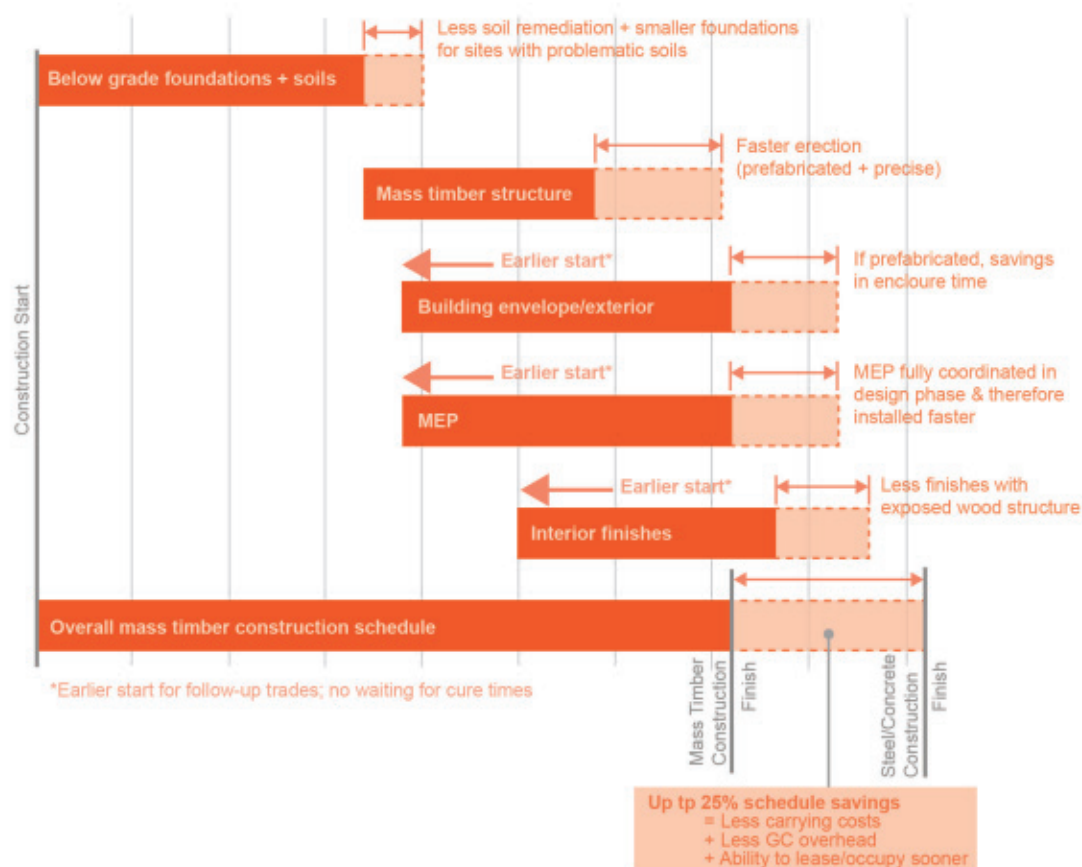 Less soil remediation + smaller foundations
for sites with problematic soils
Below grade foundations + soils
Faster erection
(prefabricated + precise)
Mass timber structure
Earlier start*
If prefabricated, savings
in encloure time
Building envelope/exterior
Construction Start
Earlier start*
MEP fully coordinated in
design phase & therefore
installed faster
MEP
Earlier start*
Less finishes with
exposed wood structure
Interior finishes
Overall mass timber construction schedule
*Earlier start for follow-up trades; no waiting for cure times
Mass Timber
Construction
Finish
Steel/Concrete
Construction
Finish
Up tp 25% schedule savings
= Less carrying costs
+ Less GC overhead
+ Ability to lease/occupy sooner